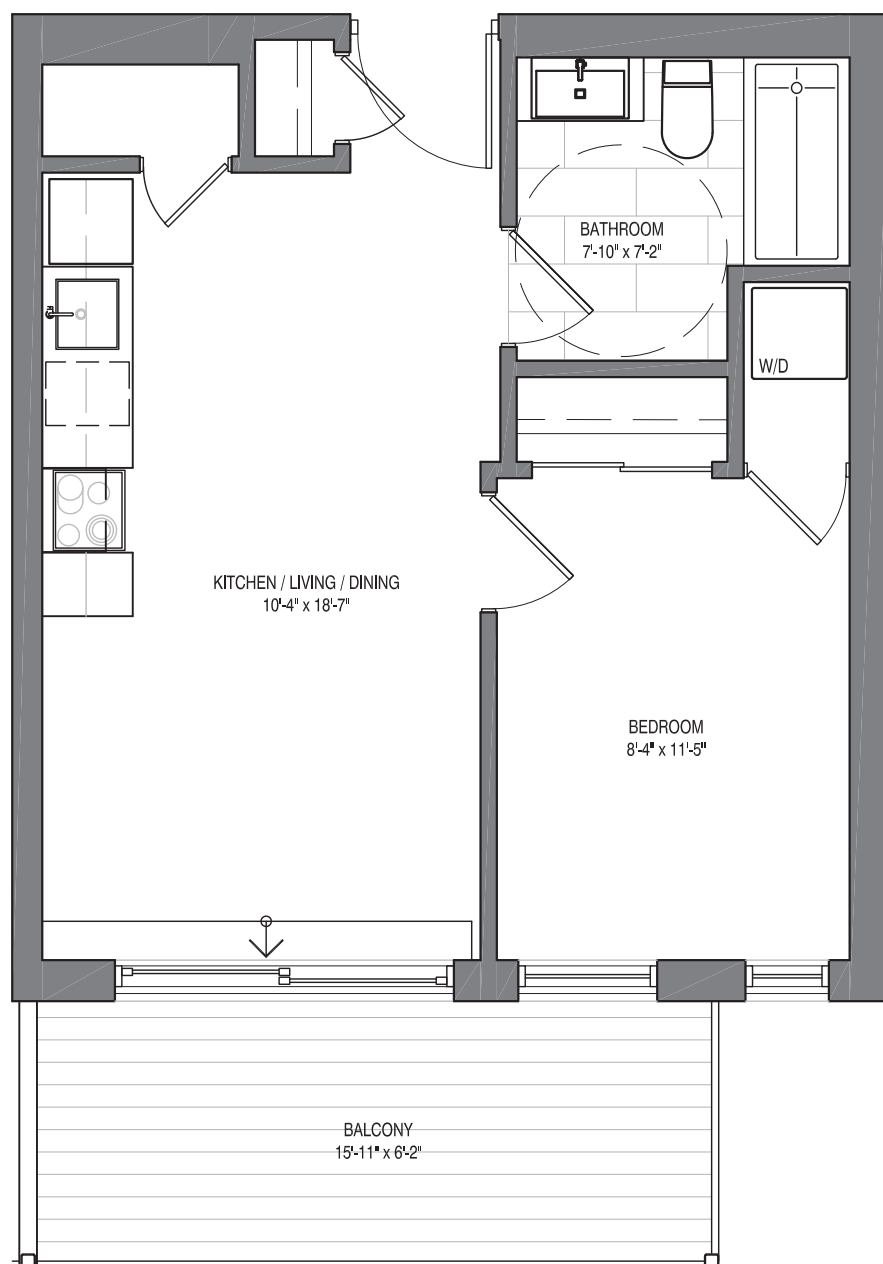 BATHROOM
7'-10" x 7'-2"
W/D
KITCHEN / LIVING / DINING
10'-4" x 18'-7"
BEDROOM
8'-4" x 11'-5"
BALCONY
15'-11" x 6'-2"